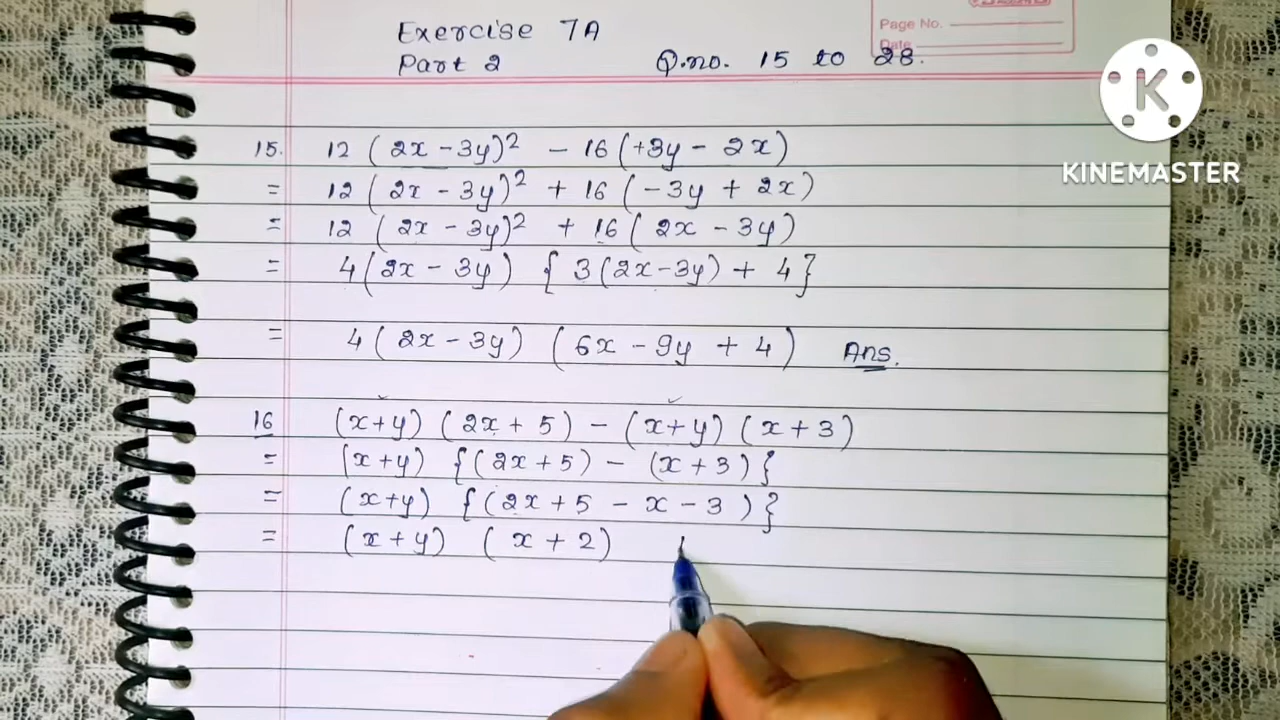 Exercise 7A
Part 2 Q.no. 15 to 28.
Page No.
Date
K
KINEMASTER
15. 12 (2x - 3y)² - 16 (+3y - 2x)
= 12 (2x - 3y)² + 16 (-3y + 2x)
= 12 (2x - 3y)² + 16 (2x - 3y)
= 4 (2x - 3y) { 3 (2x - 3y) + 4 }
= 4 (2x - 3y) (6x - 9y + 4) Ans.
16 (x+y) (2x + 5) - (x+y) (x + 3)
= (x+y) {(2x+5) - (x+3)}
= (x+y) {(2x + 5 - x - 3)}
= (x+y) (x + 2)